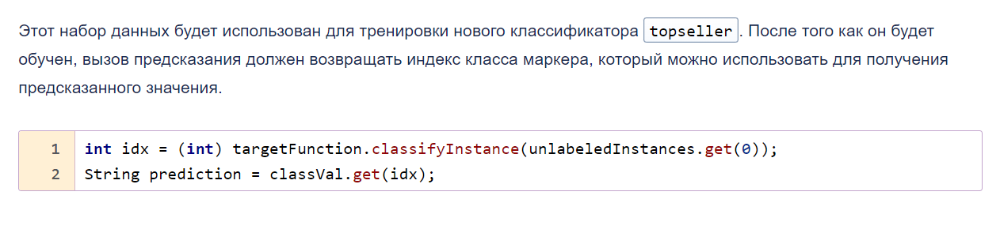 Этот набор данных будет использован для тренировки нового классификатора topseller. После того как он будет
обучен, вызов предсказания должен возвращать индекс класса маркера, который можно использовать для получения
предсказанного значения.
1 int idx = (int) targetFunction.classifyInstance(unlabeledInstances.get(0));
2 String prediction = classVal.get(idx);